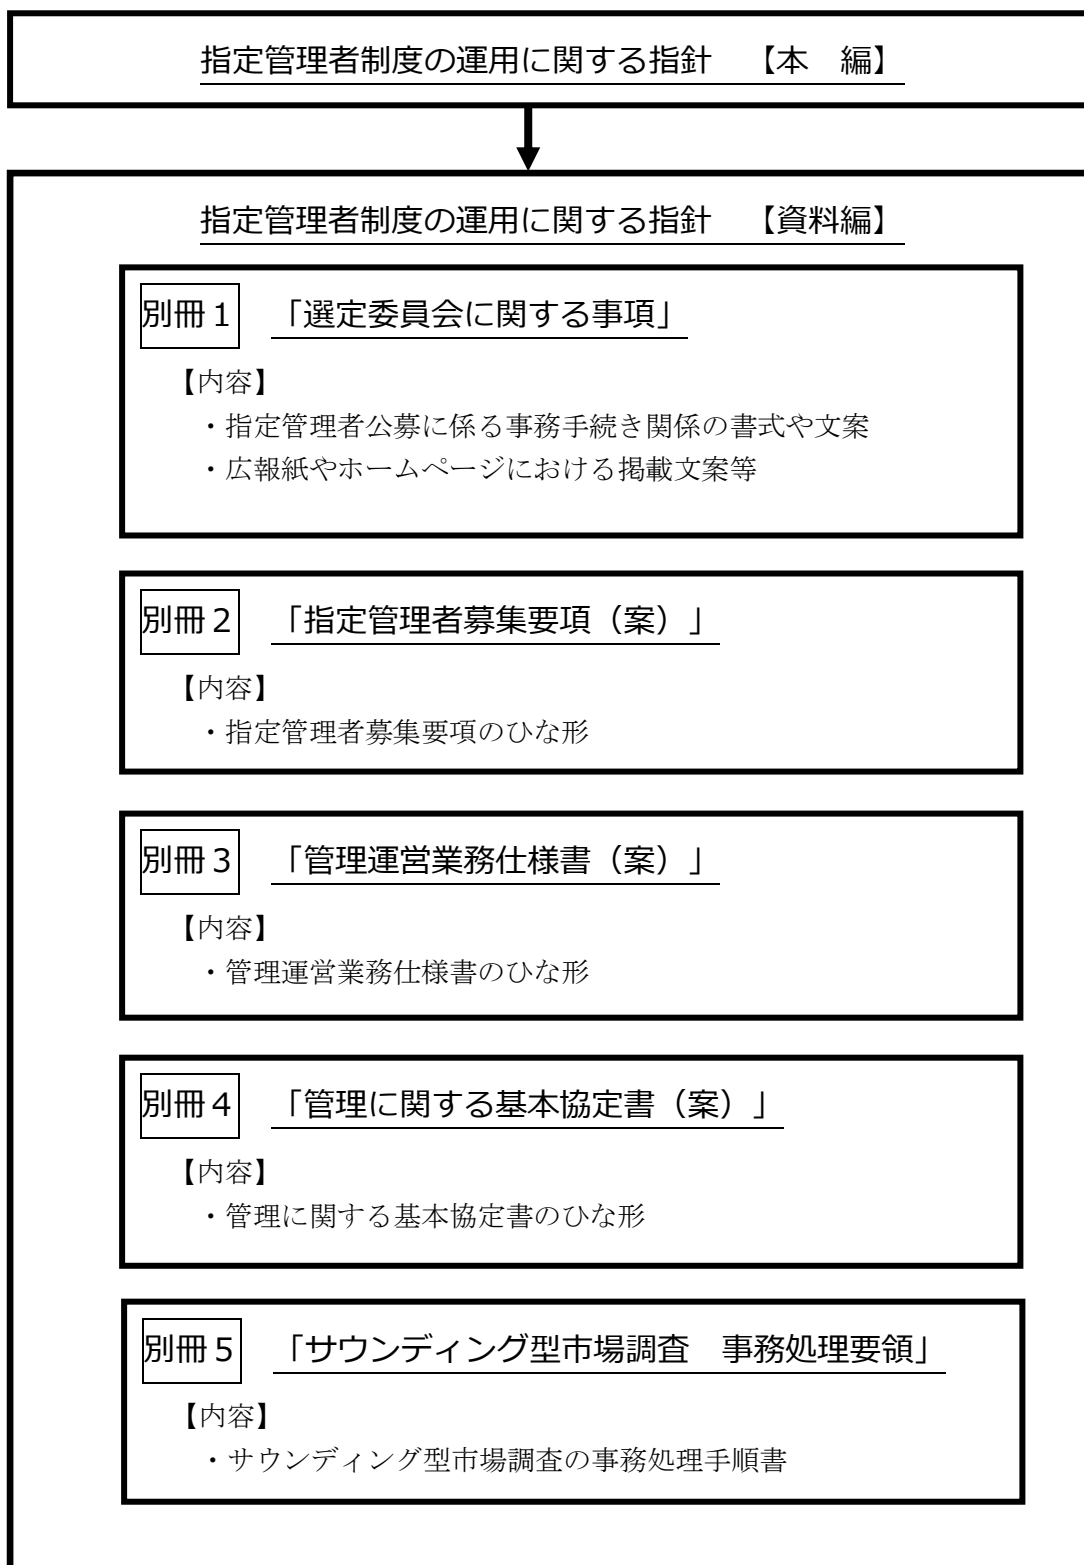 指定管理者制度の運用に関する指針　【本　編】
指定管理者制度の運用に関する指針　【資料編】
別冊１　「選定委員会に関する事項」
【内容】
・指定管理者公募に係る事務手続き関係の書式や文案
・広報紙やホームページにおける掲載文案等
別冊２　「指定管理者募集要項（案）」
【内容】
・指定管理者募集要項のひな形
別冊３　「管理運営業務仕様書（案）」
【内容】
・管理運営業務仕様書のひな形
別冊４　「管理に関する基本協定書（案）」
【内容】
・管理に関する基本協定書のひな形
別冊５　「サウンディング型市場調査　事務処理要領」
【内容】
・サウンディング型市場調査の事務処理手順書